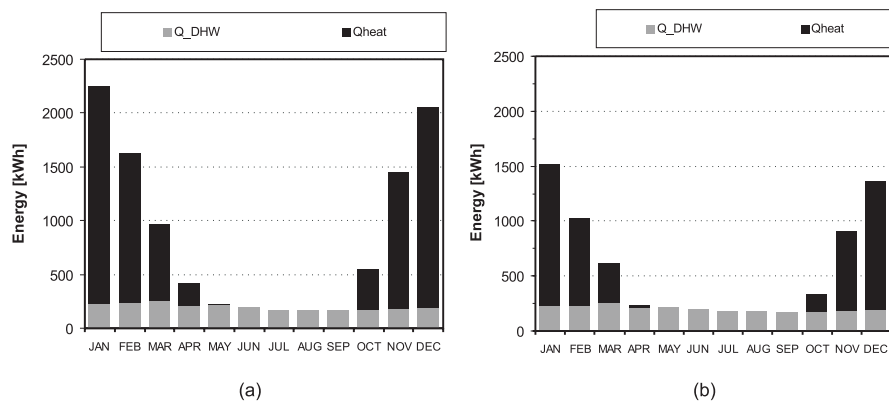 Q_DHW Qheat
2500
2000
1500
1000
500
0
Energy [kWh]
JAN FEB MAR APR MAY JUN JUL AUG SEP OCT NOV DEC
(a)
Q_DHW Qheat
2500
2000
1500
1000
500
0
Energy [kWh]
JAN FEB MAR APR MAY JUN JUL AUG SEP OCT NOV DEC
(b)